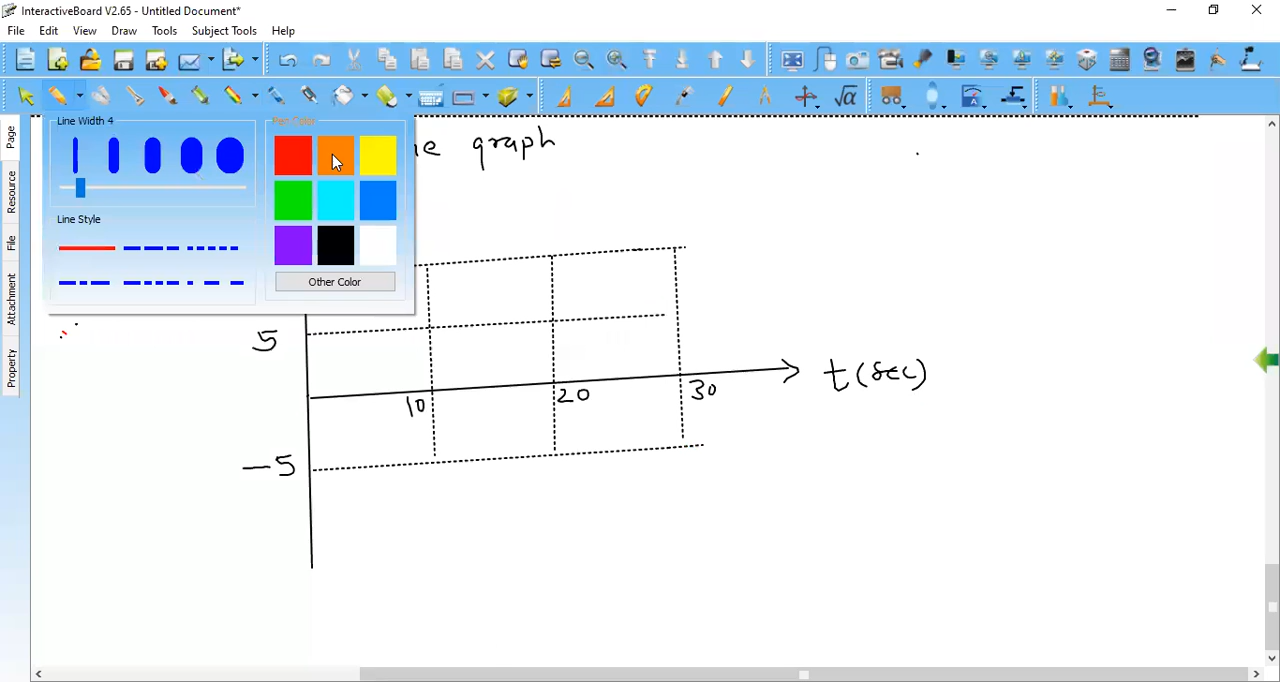 InteractiveBoard V2.65 - Untitled Document*
File Edit View Draw Tools Subject Tools Help
Page
Resource
File
Attachment
Property
Line Width 4
Pen Color
Line Style
Other Color
graph
5
10
20
30
t(sec)
-5